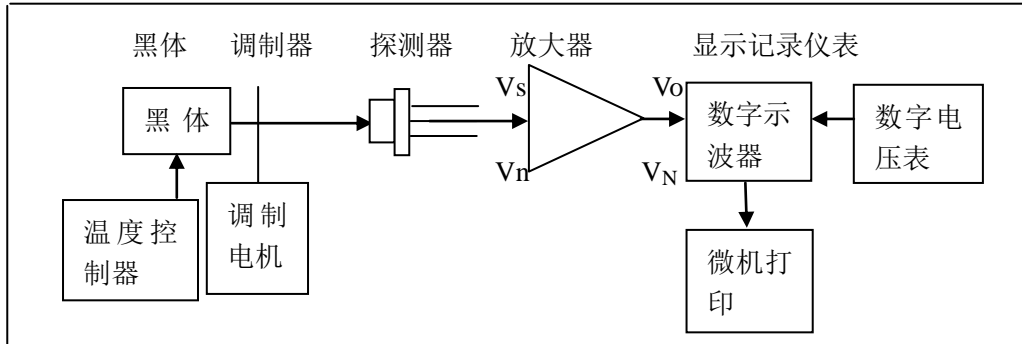 黑体 调制器 探测器 放大器 显示记录仪表
Vs Vo
黑 体
数字示
波器
数字电
压表
Vn V_N
温度控
制器
调制
电机
微机打
印